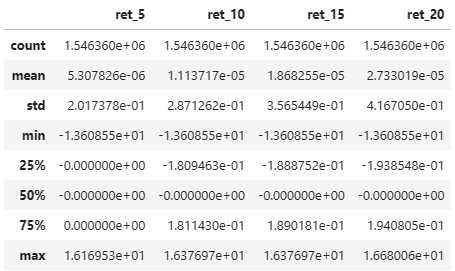 ret_5 ret_10 ret_15 ret_20
count 1.546360e+06 1.546360e+06 1.546360e+06 1.546360e+06
mean 5.307826e-06 1.113717e-05 1.868255e-05 2.733019e-05
std 2.017378e-01 2.871262e-01 3.565449e-01 4.167050e-01
min -1.360855e+01 -1.360855e+01 -1.360855e+01 -1.360855e+01
25% -0.000000e+00 -1.809463e-01 -1.888752e-01 -1.938548e-01
50% -0.000000e+00 -0.000000e+00 -0.000000e+00 -0.000000e+00
75% 0.000000e+00 1.811430e-01 1.890181e-01 1.940805e-01
max 1.616953e+01 1.637697e+01 1.637697e+01 1.668006e+01